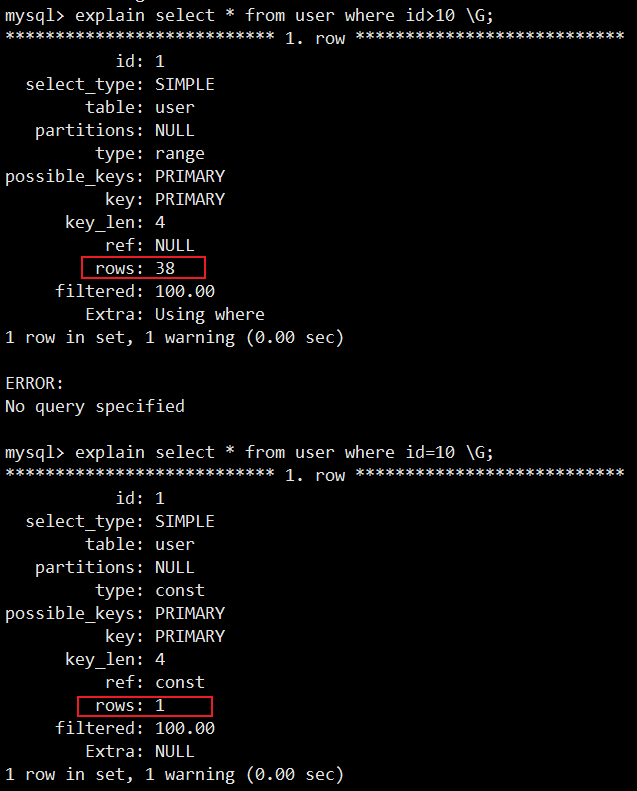 mysql> explain select * from user where id>10 \G;
*************************** 1. row ***************************
id: 1
select_type: SIMPLE
table: user
partitions: NULL
type: range
possible_keys: PRIMARY
key: PRIMARY
key_len: 4
ref: NULL
rows: 38
filtered: 100.00
Extra: Using where
1 row in set, 1 warning (0.00 sec)
ERROR:
No query specified
mysql> explain select * from user where id=10 \G;
*************************** 1. row ***************************
id: 1
select_type: SIMPLE
table: user
partitions: NULL
type: const
possible_keys: PRIMARY
key: PRIMARY
key_len: 4
ref: const
rows: 1
filtered: 100.00
Extra: NULL
1 row in set, 1 warning (0.00 sec)